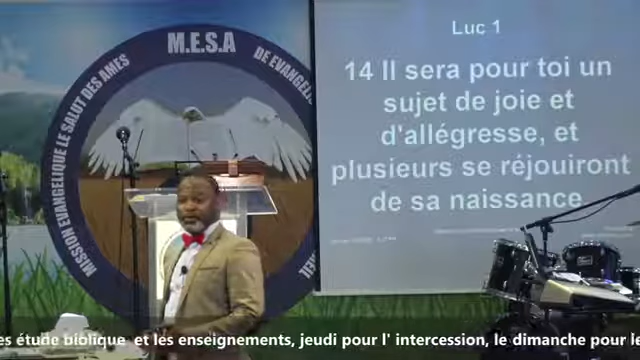 M.E.S.A
MISSION EVANGELIQUE LE SALUT DES AMES
DE EVANGELI
UEIL
Luc 1
14 Il sera pour toi un
sujet de joie et
d'allégresse, et
plusieurs se réjouiront
de sa naissance.
es étude biblique et les enseignements, jeudi pour l' intercession, le dimanche pour le